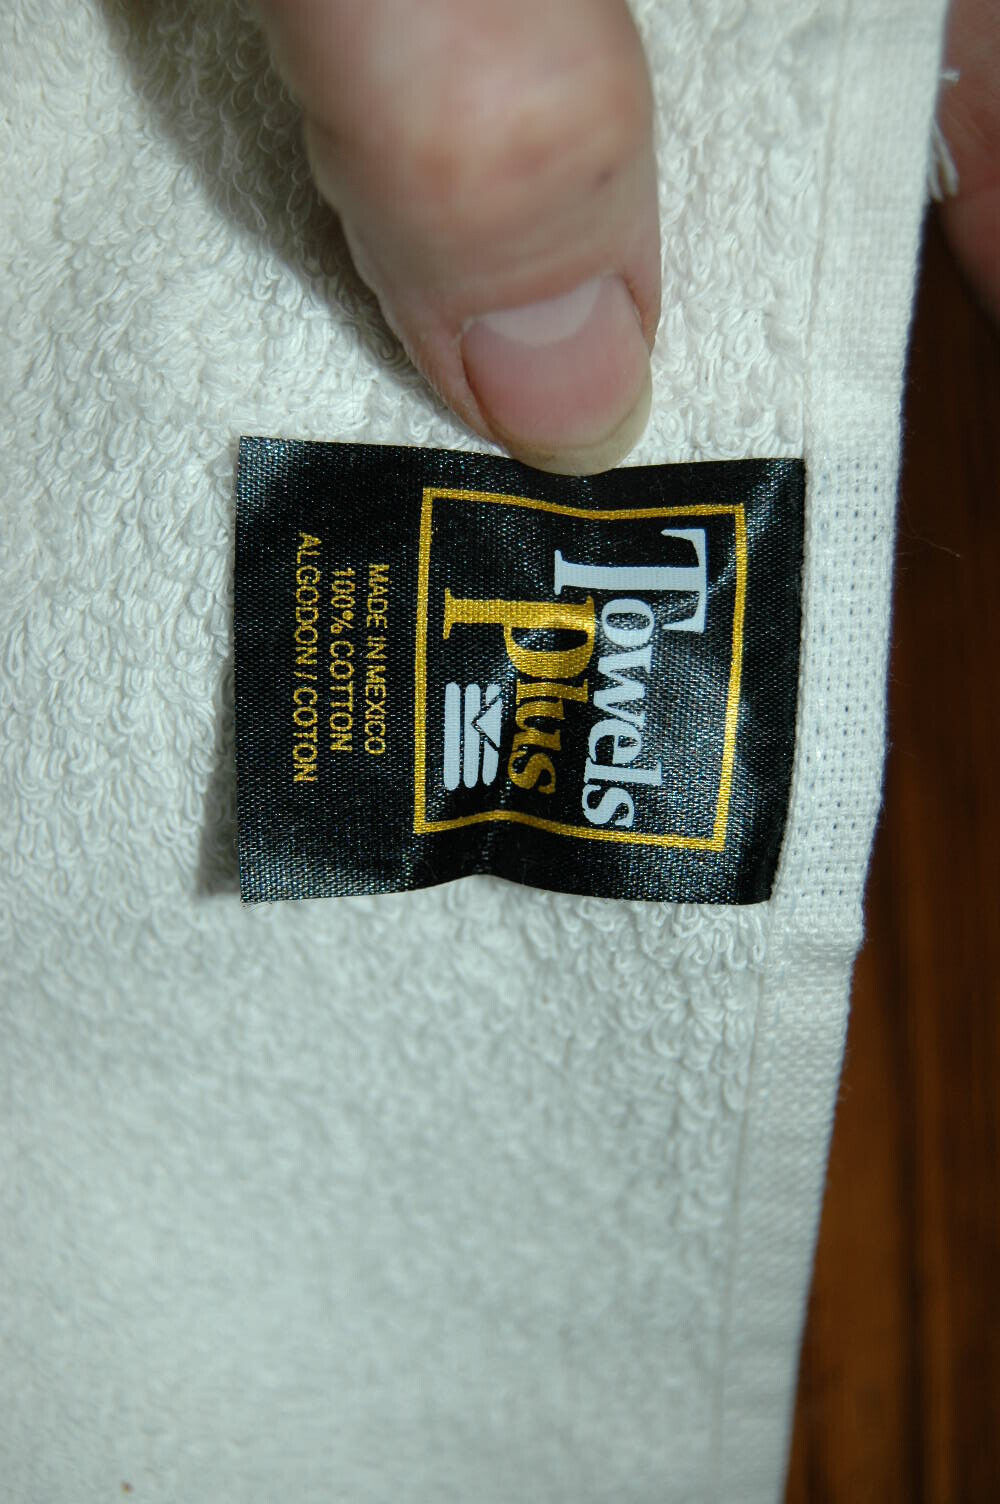 Towels
Plus
MADE IN MEXICO
100% COTTON
ALGODON / COTON